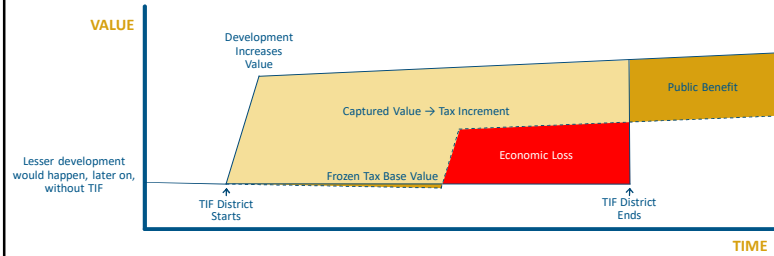 VALUE
Development
Increases
Value
Public Benefit
Captured Value → Tax Increment
Economic Loss
Lesser development
would happen, later on,
without TIF
Frozen Tax Base Value
TIF District
Starts
TIF District
Ends
TIME